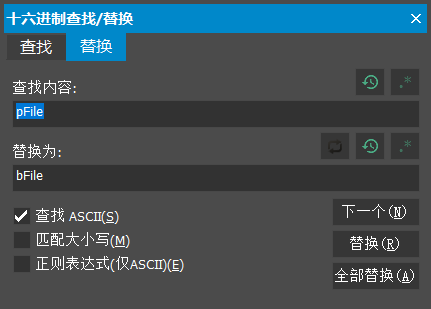 十六进制查找/替换
查找 替换
查找内容:
.*
pFile
替换为:
.*
bFile
查找 ASCII(S)
下一个(N)
匹配大小写(M)
替换(R)
正则表达式(仅ASCII)(E)
全部替换(A)